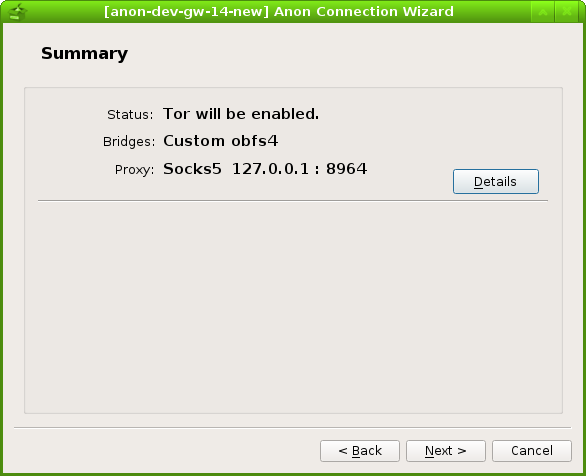 [anon-dev-gw-14-new] Anon Connection Wizard
Summary
Status: Tor will be enabled.
Bridges: Custom obfs4
Proxy: Socks5 127.0.0.1 : 8964
Details
< Back Next > Cancel